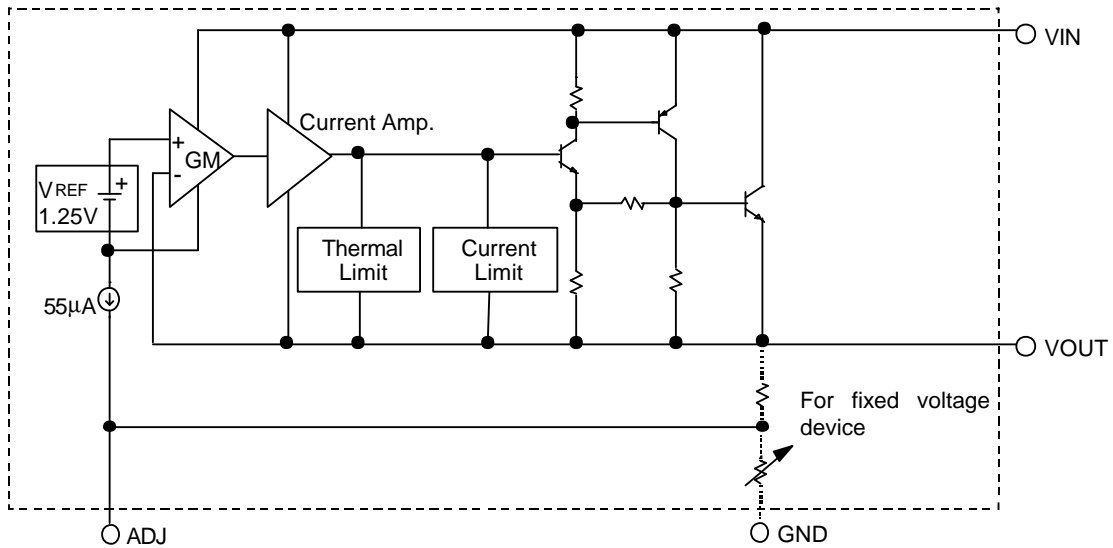 VIN
Current Amp.
+
GM
-
+
VREF
1.25V
Thermal
Limit
Current
Limit
55µA
VOUT
For fixed voltage
device
ADJ
GND